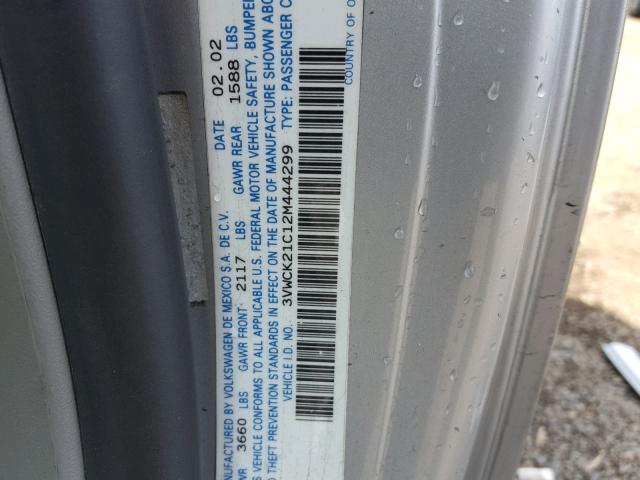 NUFACTURED BY VOLKSWAGEN DE MEXICO S.A. DE C.V. DATE 02.02
WR 3660 LBS GAWR FRONT 2117 LBS GAWR REAR 1588 LBS
S VEHICLE CONFORMS TO ALL APPLICABLE U.S. FEDERAL MOTOR VEHICLE SAFETY, BUMPER
D THEFT PREVENTION STANDARDS IN EFFECT ON THE DATE OF MANUFACTURE SHOWN ABO
VEHICLE I.D. NO. 3VWCK21C12M444299 TYPE: PASSENGER C
COUNTRY OF O